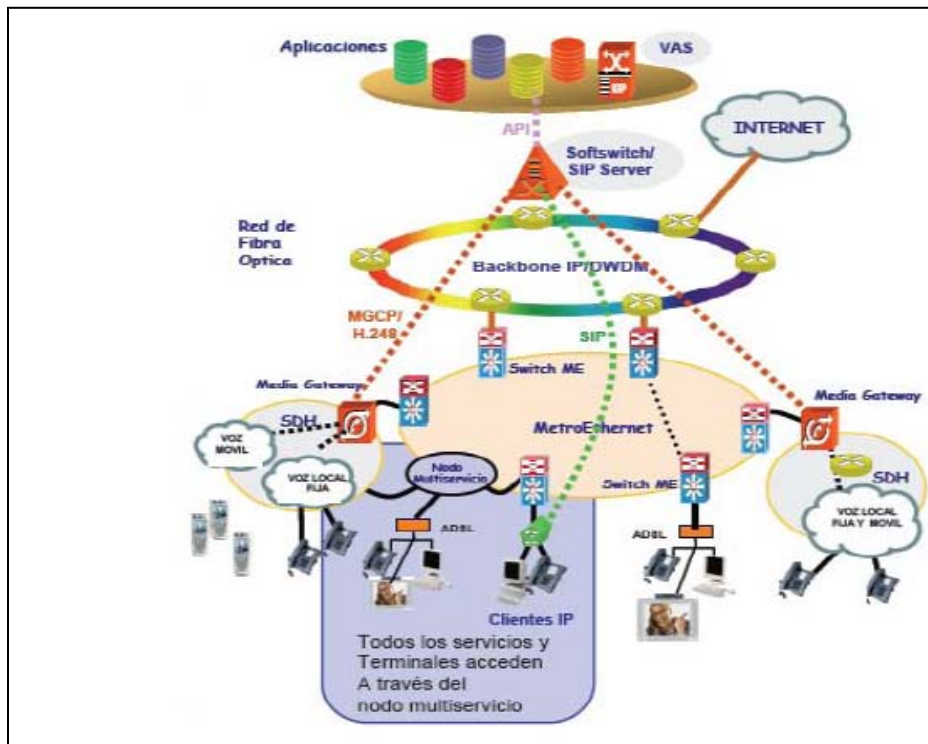 Aplicaciones
VAS
API
INTERNET
Softswitch/
SIP Server
Red de
Fibra
Optica
Backbone IP/DWDM
MGCP/
H.248
SIP
Switch ME
Media Gateway
Media Gateway
SDH
MetroEthernet
VOZ
MOVIL
Nodo
Multiservicio
Switch ME
SDH
VOZ LOCAL
FIJA
VOZ LOCAL
FIJA Y MOVIL
ADSL
ADSL
Clientes IP
Todos los servicios y
Terminales acceden
A través del
nodo multiservicio